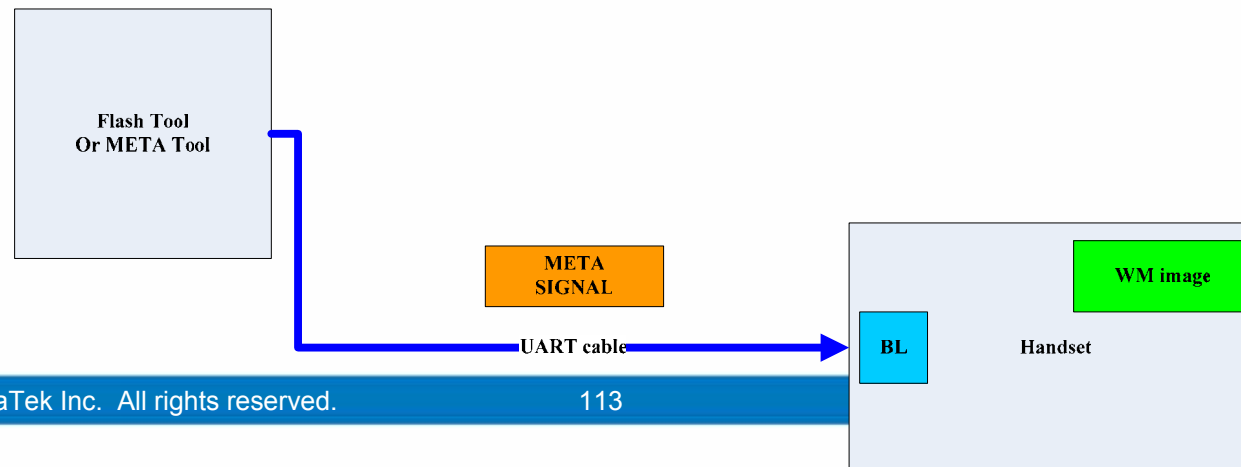 Flash Tool
Or META Tool
META
SIGNAL
WM image
UART cable
BL
Handset
aTek Inc. All rights reserved.
113